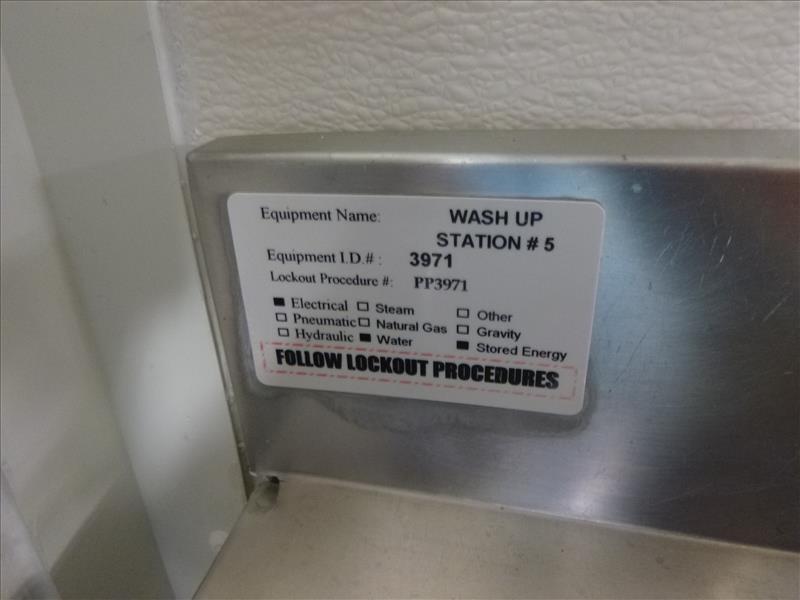 Equipment Name: WASH UP
STATION # 5
Equipment I.D.# : 3971
Lockout Procedure #: PP3971
■ Electrical □ Steam □ Other
□ Pneumatic □ Natural Gas □ Gravity
□ Hydraulic ■ Water ■ Stored Energy
FOLLOW LOCKOUT PROCEDURES